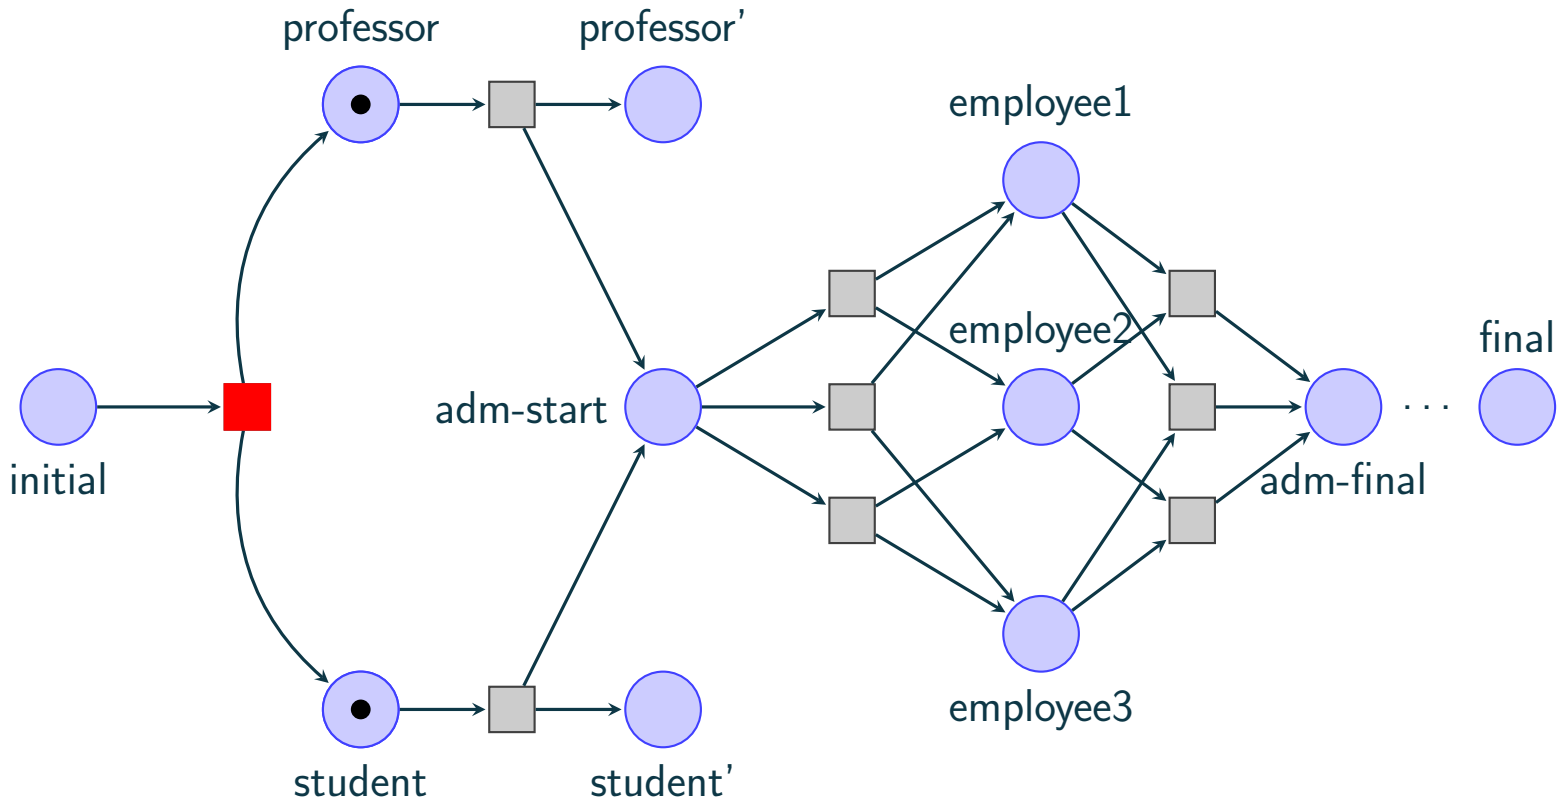 professor
professor'
employee1
employee2
final
adm-start
initial
adm-final
. . .
employee3
student
student'